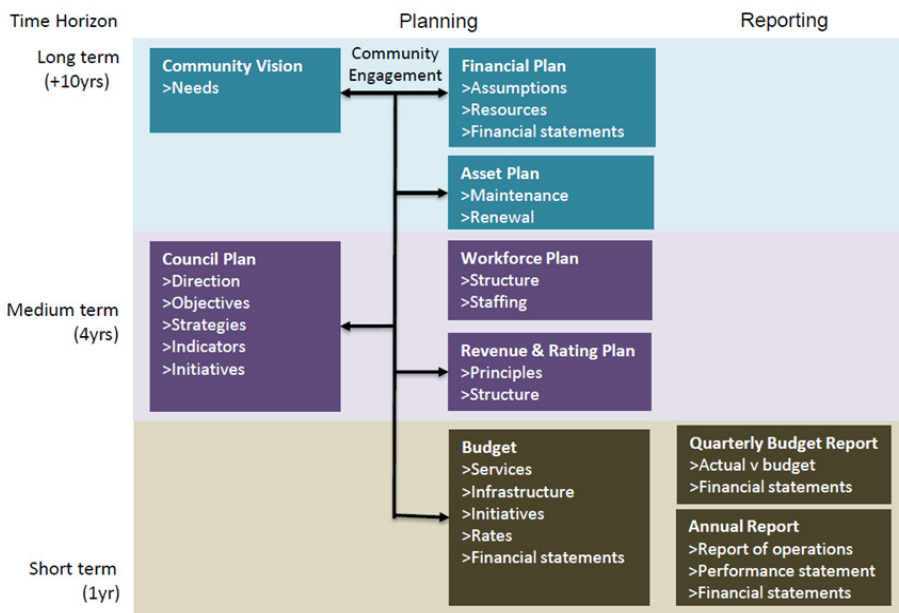 Time Horizon
Planning
Reporting
Long term
(+10yrs)
Community Vision
>Needs
Community
Engagement
Financial Plan
>Assumptions
>Resources
>Financial statements
Asset Plan
>Maintenance
>Renewal
Medium term
(4yrs)
Council Plan
>Direction
>Objectives
>Strategies
>Indicators
>Initiatives
Workforce Plan
>Structure
>Staffing
Revenue & Rating Plan
>Principles
>Structure
Short term
(1yr)
Budget
>Services
>Infrastructure
>Initiatives
>Rates
>Financial statements
Quarterly Budget Report
>Actual v budget
>Financial statements
Annual Report
>Report of operations
>Performance statement
>Financial statements